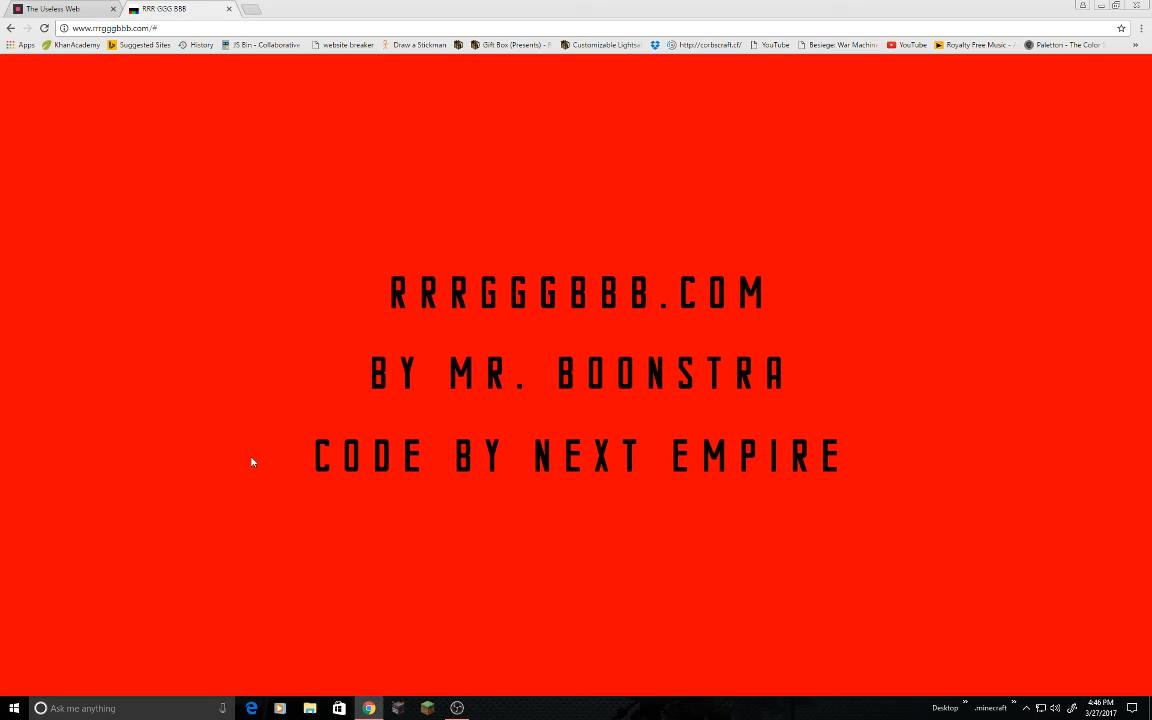 The Useless Web
RRR GGG BBB
www.rrrgggbbb.com/#
Apps
KhanAcademy
Suggested Sites
History
JS Bin - Collaborative
website breaker
Draw a Stickman
Gift Box (Presents) - R
Customizable Lightsa
http://corbscraft.cf/
YouTube
Besiege: War Machin
YouTube
Royalty Free Music - A
Paletton - The Color S
»
RRRGGGBBB.COM
BY MR. BOONSTRA
CODE BY NEXT EMPIRE
Ask me anything
Desktop
»
.minecraft
»
4:46 PM
3/27/2017